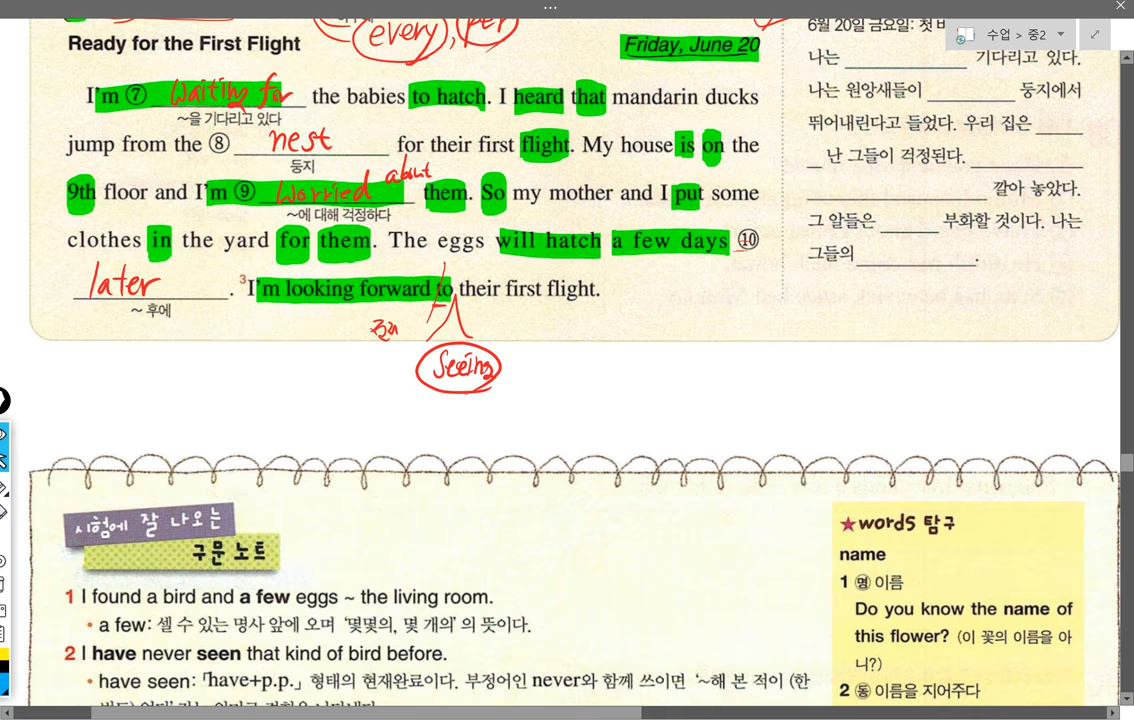 수업 > 중2
every), per
Ready for the First Flight
Friday, June 20
I'm ⑦ Waiting for the babies to hatch. I heard that mandarin ducks
~을 기다리고 있다
jump from the ⑧ nest for their first flight. My house is on the
둥지
9th floor and I'm ⑨ Worried about them. So my mother and I put some
~에 대해 걱정하다
clothes in the yard for them. The eggs will hatch a few days ⑩
later. ³I'm looking forward to their first flight.
~ 후에
Seeing
6월 20일 금요일: 첫
나는 ___ 기다리고 있다.
나는 원앙새들이 ___ 둥지에서
뛰어내린다고 들었다. 우리 집은 ___
_ 난 그들이 걱정된다. ___
___ 깔아 놓았다.
그 알들은 ___ 부화할 것이다. 나는
그들의 ___.
시험에 잘 나오는
구문 노트
1 I found a bird and a few eggs ~ the living room.
• a few: 셀 수 있는 명사 앞에 오며 '몇몇의, 몇 개의'의 뜻이다.
2 I have never seen that kind of bird before.
• have seen: 「have+p.p.」 형태의 현재완료이다. 부정어인 never와 함께 쓰이면 '~해 본 적이 (한
★words 탐구
name
1 명 이름
Do you know the name of
this flower? (이 꽃의 이름을 아
니?)
2 동 이름을 지어주다